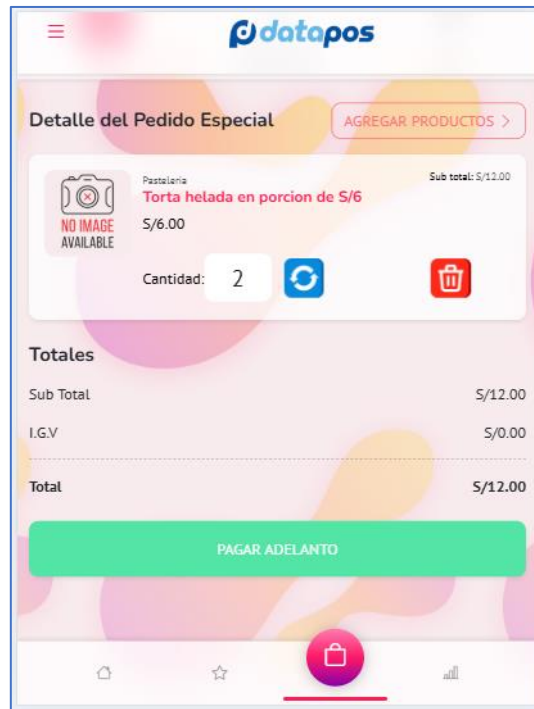 datapos
Detalle del Pedido Especial
AGREGAR PRODUCTOS >
NO IMAGE
AVAILABLE
Pasteleria
Sub total: S/12.00
Torta helada en porcion de S/6
S/6.00
Cantidad: 2
Totales
Sub Total S/12.00
I.G.V S/0.00
Total S/12.00
PAGAR ADELANTO